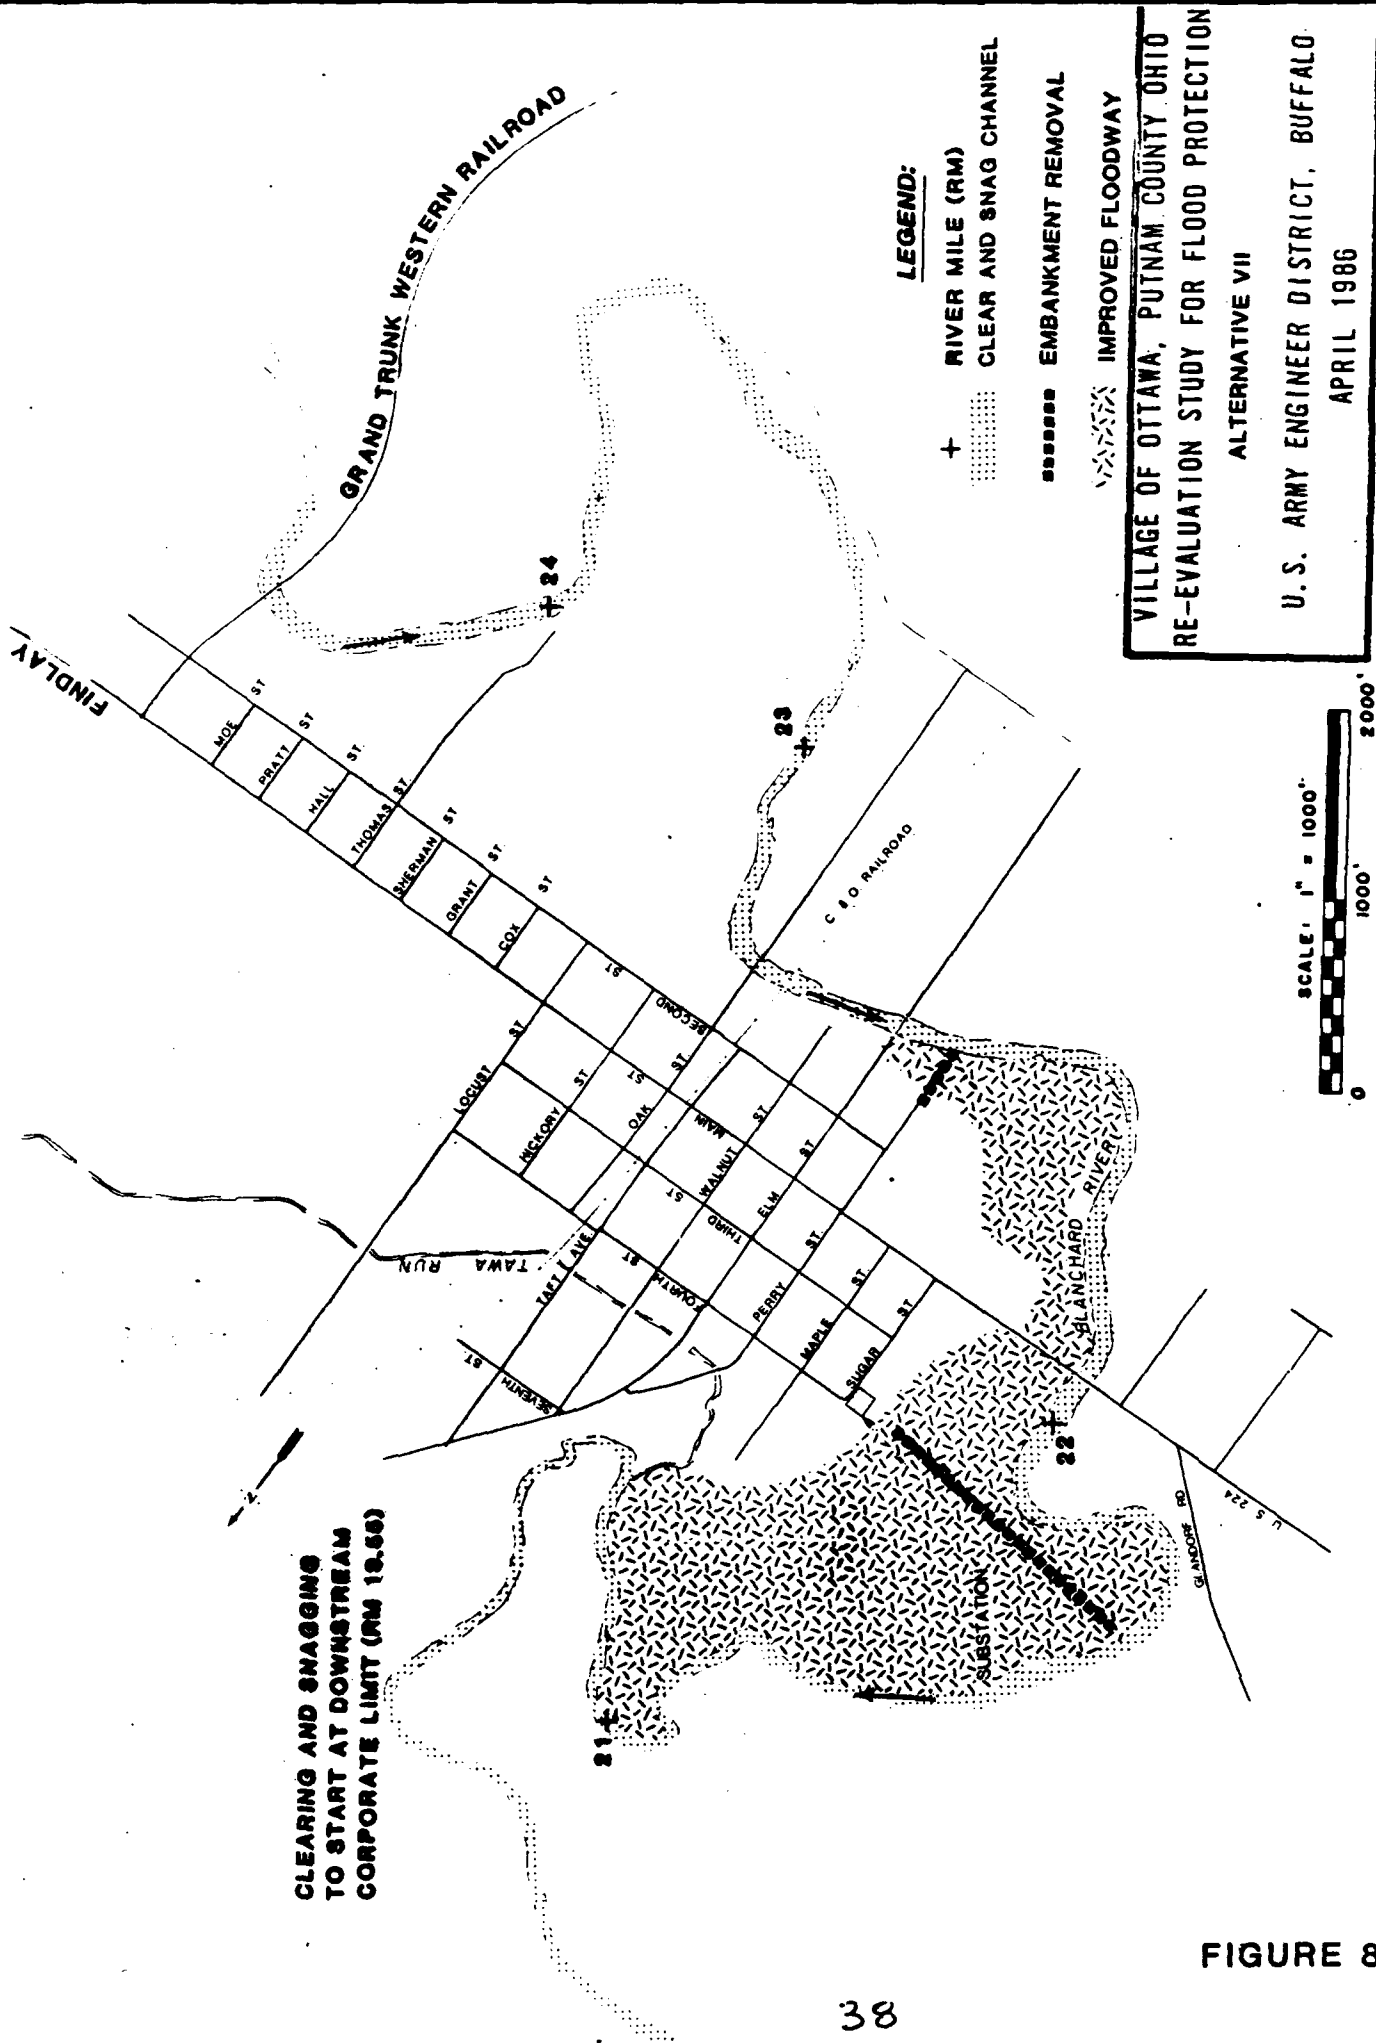 GRAND TRUNK WESTERN RAILROAD
FINDLAY
24
23
22
21
MOE ST
PRATT ST
HALL ST.
THOMAS ST.
SHERMAN ST
GRANT ST.
COX ST
SECOND ST
MAIN ST
THIRD ST
FOURTH ST
SEVENTH ST.
LOCUST ST
HICKORY ST
OAK ST.
TAFT AVE.
WALNUT ST
ELM ST
PERRY ST.
MAPLE ST.
SUGAR ST
TAWA RUN
C & O RAILROAD
BLANCHARD RIVER
SUBSTATION
GLANDORF RD
U S 224
N
CLEARING AND SNAGGING
TO START AT DOWNSTREAM
CORPORATE LIMIT (RM 18.55)
LEGEND:
+ RIVER MILE (RM)
CLEAR AND SNAG CHANNEL
EMBANKMENT REMOVAL
IMPROVED FLOODWAY
SCALE: 1" = 1000'
0 1000' 2000'
VILLAGE OF OTTAWA, PUTNAM COUNTY OHIO
RE-EVALUATION STUDY FOR FLOOD PROTECTION
ALTERNATIVE VII
U.S. ARMY ENGINEER DISTRICT, BUFFALO
APRIL 1986
FIGURE 8
38